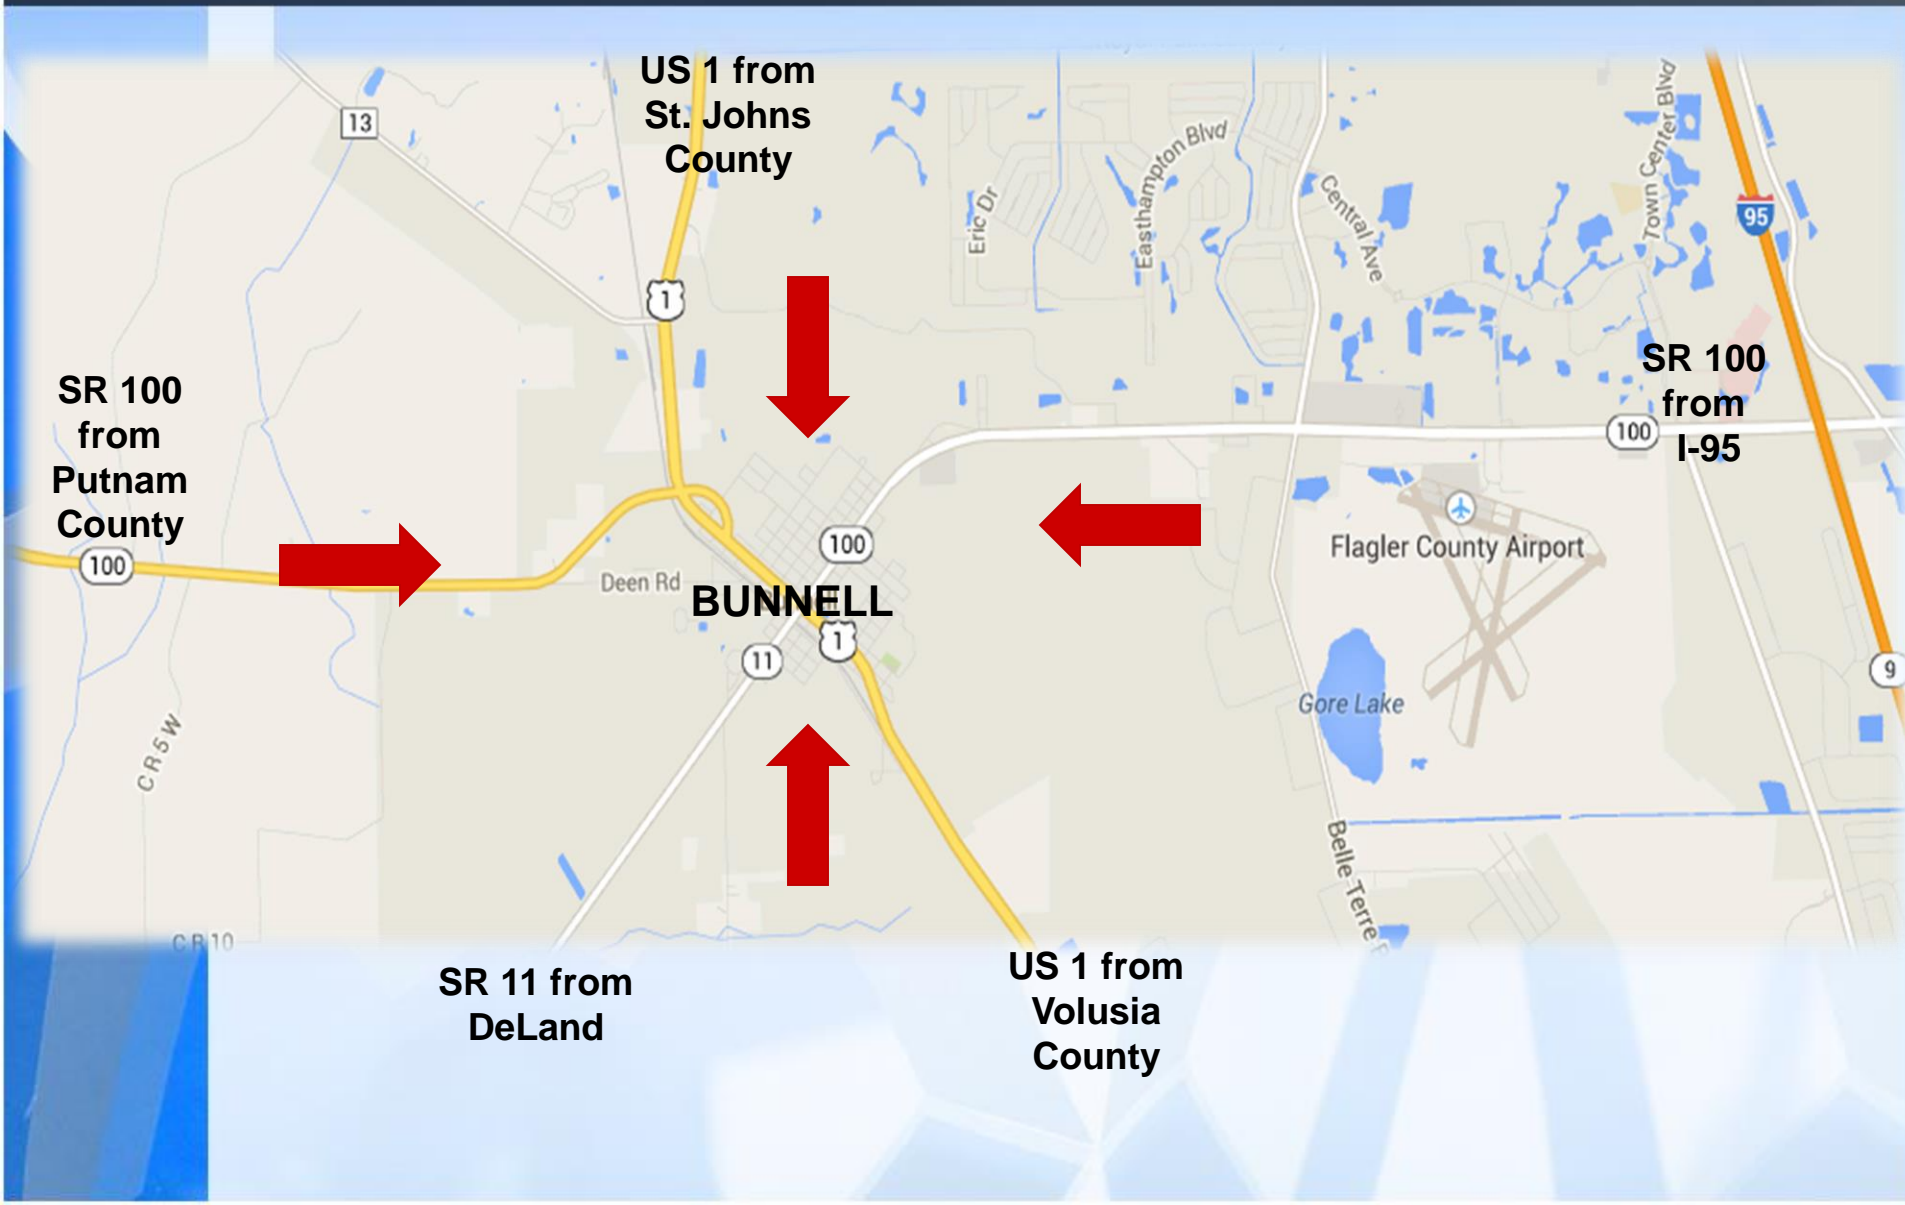 US 1 from
St. Johns
County
13
1
Eric Dr
Easthampton Blvd
Central Ave
Town Center Blvd
95
SR 100
from
Putnam
County
100
SR 100
from
I-95
100
100
Flagler County Airport
Deen Rd
BUNNELL
1
11
Gore Lake
9
CR 5 W
Belle Terre
CR 10
SR 11 from
DeLand
US 1 from
Volusia
County